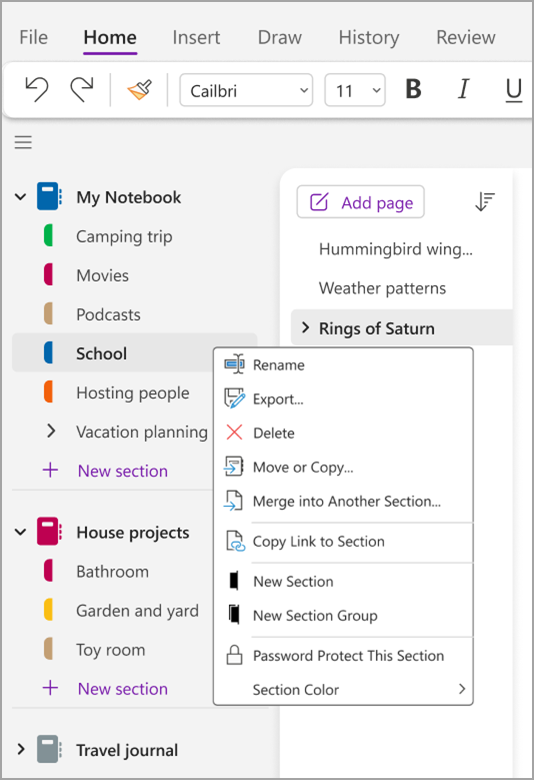 File Home Insert Draw History Review
Cailbri 11 B I U
My Notebook
Camping trip
Movies
Podcasts
School
Hosting people
Vacation planning
New section
House projects
Bathroom
Garden and yard
Toy room
New section
Travel journal
Add page
Hummingbird wing...
Weather patterns
Rings of Saturn
Rename
Export...
Delete
Move or Copy...
Merge into Another Section...
Copy Link to Section
New Section
New Section Group
Password Protect This Section
Section Color